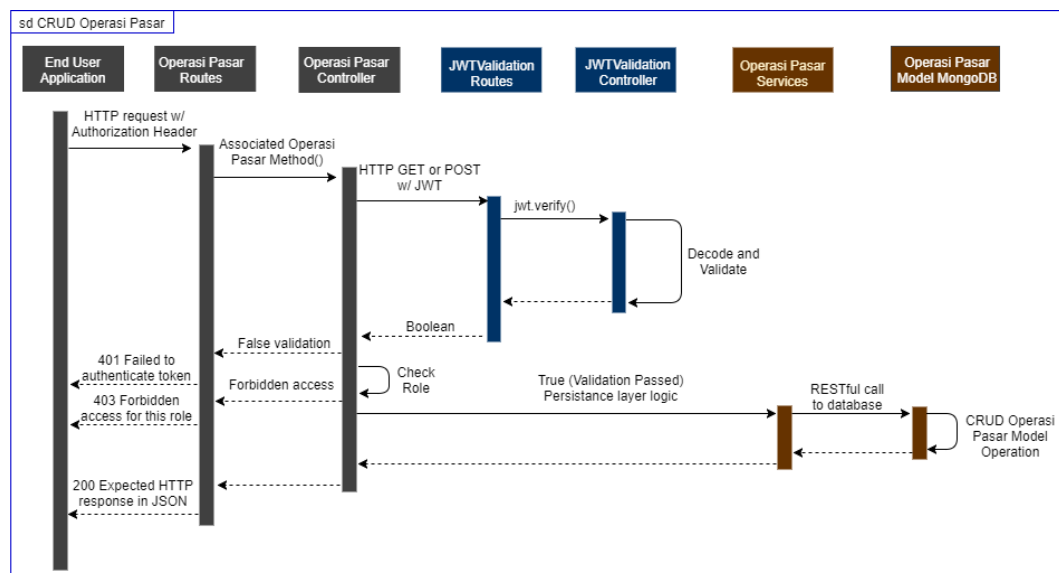 sd CRUD Operasi Pasar
End User
Application
Operasi Pasar
Routes
Operasi Pasar
Controller
JWTValidation
Routes
JWTValidation
Controller
Operasi Pasar
Services
Operasi Pasar
Model MongoDB
HTTP request w/
Authorization Header
Associated Operasi
Pasar Method()
HTTP GET or POST
w/ JWT
jwt.verify()
Decode and
Validate
Boolean
False validation
401 Failed to
authenticate token
Check
Role
Forbidden access
403 Forbidden
access for this role
True (Validation Passed)
Persistance layer logic
RESTful call
to database
CRUD Operasi
Pasar Model
Operation
200 Expected HTTP
response in JSON